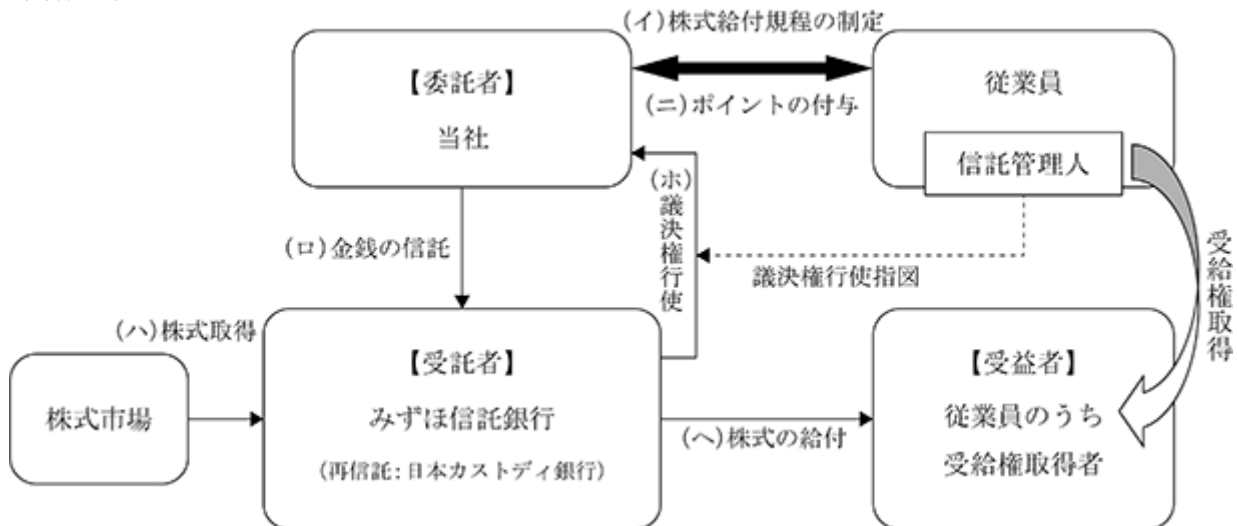 (イ)株式給付規程の制定
【委託者】
当社
従業員
(ニ)ポイントの付与
信託管理人
(ホ)議決権行使
(ロ)金銭の信託
議決権行使指図
受給権取得
(ハ)株式取得
株式市場
【受託者】
みずほ信託銀行
(再信託:日本カストディ銀行)
(ヘ)株式の給付
【受益者】
従業員のうち
受給権取得者